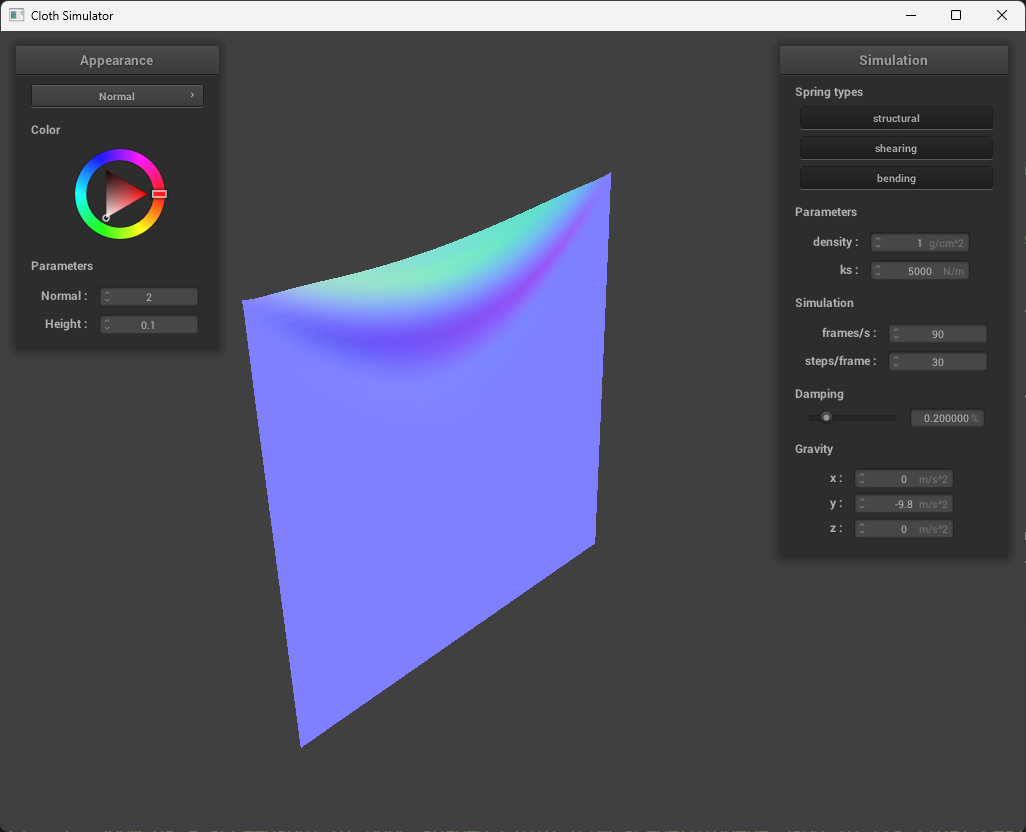 Cloth Simulator
Appearance
Normal
Color
Parameters
Normal : 2
Height : 0.1
Simulation
Spring types
structural
shearing
bending
Parameters
density : 1 g/cm^2
ks : 5000 N/m
Simulation
frames/s : 90
steps/frame : 30
Damping
0.200000 %
Gravity
x : 0 m/s^2
y : -9.8 m/s^2
z : 0 m/s^2